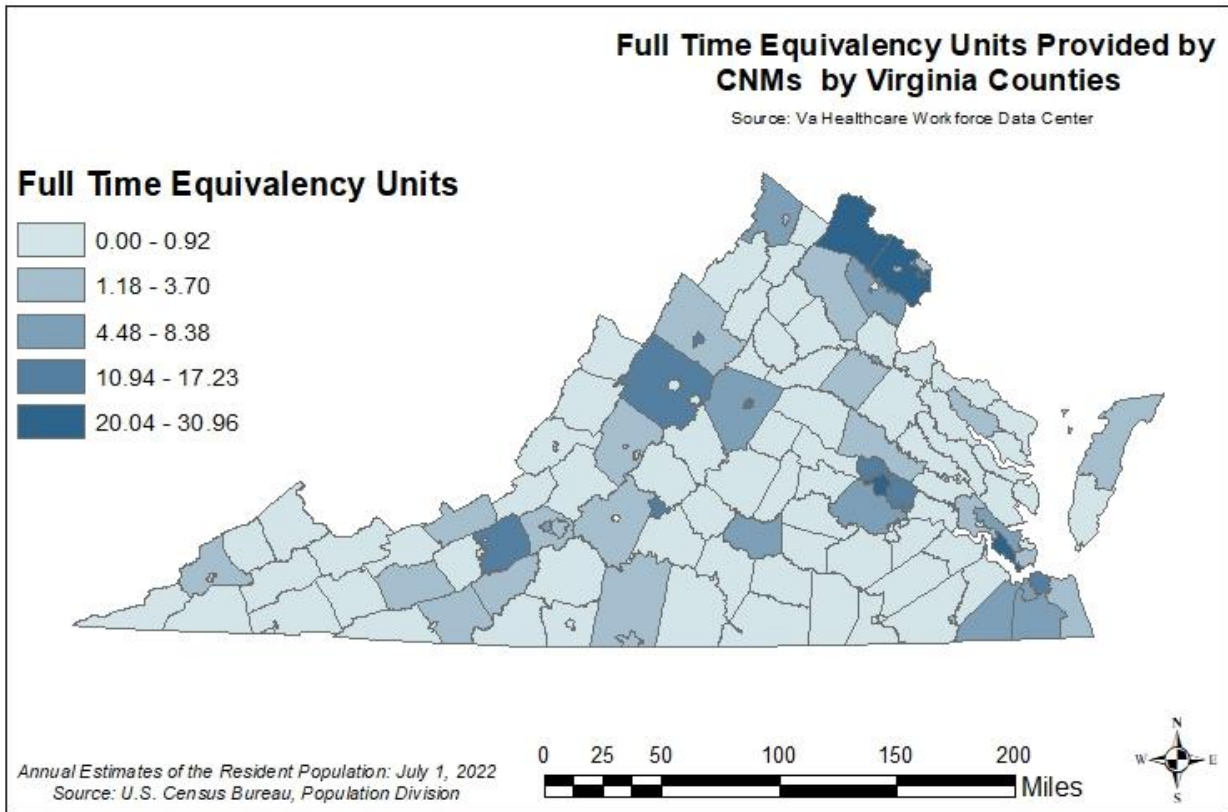 Full Time Equivalency Units Provided by
CNMs by Virginia Counties
Source: Va Healthcare Workforce Data Center
Full Time Equivalency Units
0.00 - 0.92
1.18 - 3.70
4.48 - 8.38
10.94 - 17.23
20.04 - 30.96
Annual Estimates of the Resident Population: July 1, 2022
Source: U.S. Census Bureau, Population Division
0 25 50 100 150 200
Miles
N
W E
S